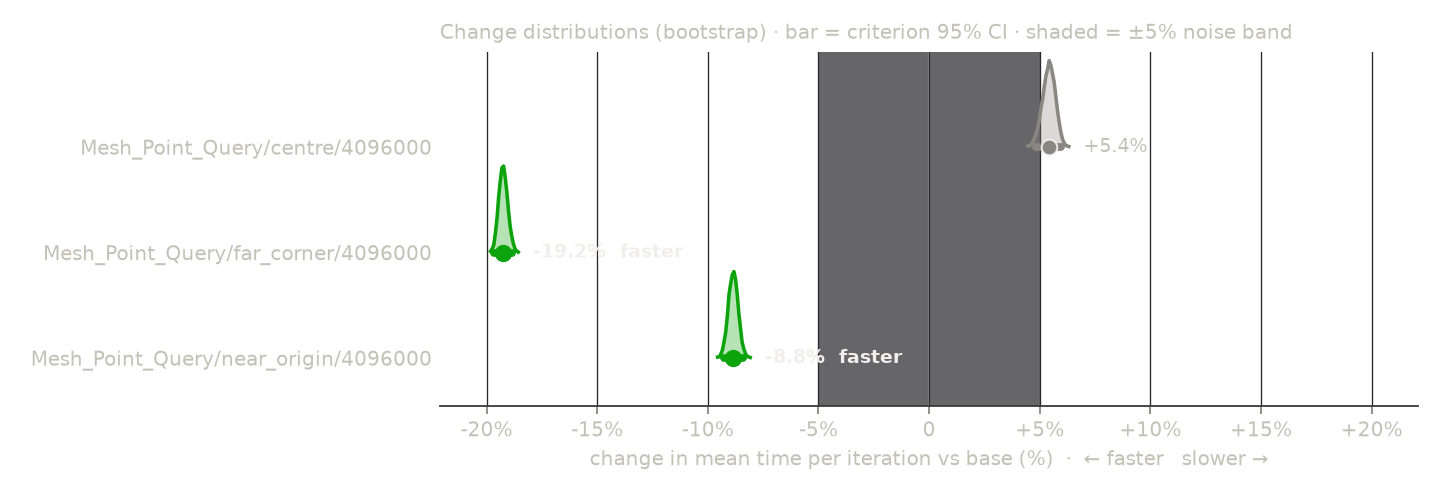 Change distributions (bootstrap) · bar = criterion 95% CI · shaded = ±5% noise band
Mesh_Point_Query/centre/4096000
+5.4%
Mesh_Point_Query/far_corner/4096000
-19.2% faster
Mesh_Point_Query/near_origin/4096000
-8.8% faster
-20% -15% -10% -5% 0 +5% +10% +15% +20%
change in mean time per iteration vs base (%) · ← faster slower →